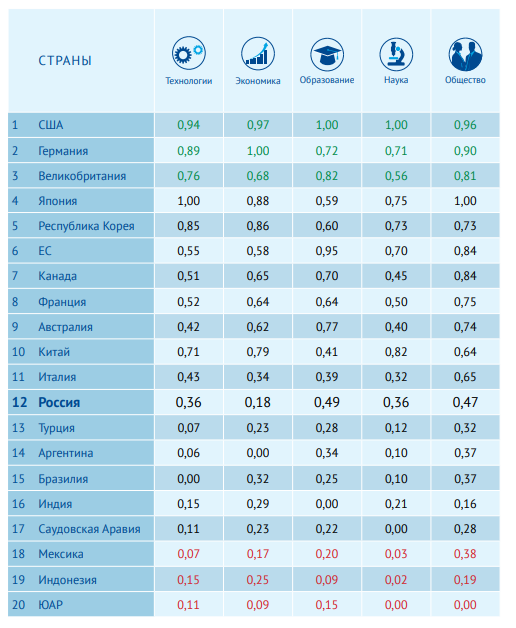 СТРАНЫ
Технологии Экономика Образование Наука Общество
1 США 0,94 0,97 1,00 1,00 0,96
2 Германия 0,89 1,00 0,72 0,71 0,90
3 Великобритания 0,76 0,68 0,82 0,56 0,81
4 Япония 1,00 0,88 0,59 0,75 1,00
5 Республика Корея 0,85 0,86 0,60 0,73 0,73
6 ЕС 0,55 0,58 0,95 0,70 0,84
7 Канада 0,51 0,65 0,70 0,45 0,84
8 Франция 0,52 0,64 0,64 0,50 0,75
9 Австралия 0,42 0,62 0,77 0,40 0,74
10 Китай 0,71 0,79 0,41 0,82 0,64
11 Италия 0,43 0,34 0,39 0,32 0,65
12 Россия 0,36 0,18 0,49 0,36 0,47
13 Турция 0,07 0,23 0,28 0,12 0,32
14 Аргентина 0,06 0,00 0,34 0,10 0,37
15 Бразилия 0,00 0,32 0,25 0,10 0,37
16 Индия 0,15 0,29 0,00 0,21 0,16
17 Саудовская Аравия 0,11 0,23 0,22 0,00 0,28
18 Мексика 0,07 0,17 0,20 0,03 0,38
19 Индонезия 0,15 0,25 0,09 0,02 0,19
20 ЮАР 0,11 0,09 0,15 0,00 0,00